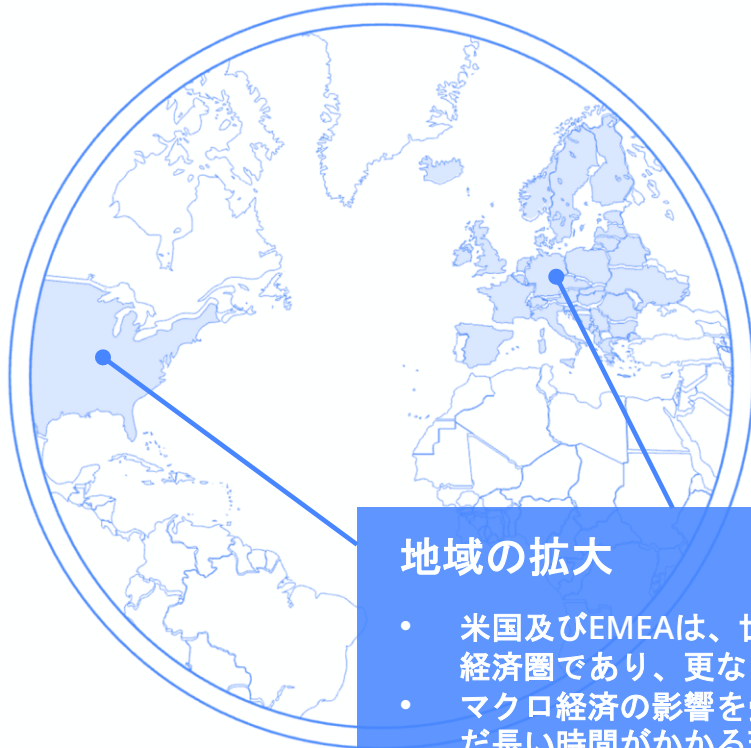 地域の拡大
• 米国及びEMEAは、
経済圏であり、更な
• マクロ経済の影響を
だ長い時間がかかる